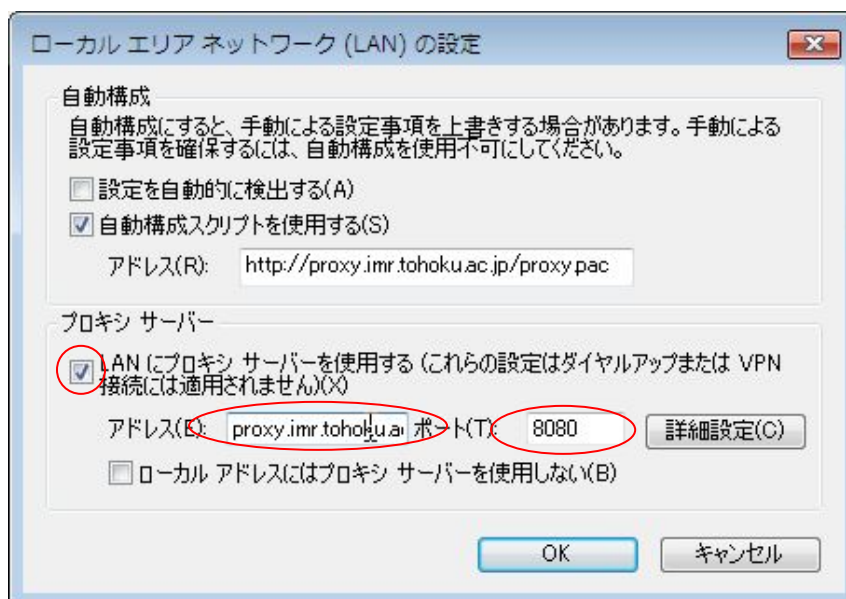 ローカル エリア ネットワーク (LAN) の設定
自動構成
自動構成にすると、手動による設定事項を上書きする場合があります。手動による
設定事項を確保するには、自動構成を使用不可にしてください。
設定を自動的に検出する(A)
自動構成スクリプトを使用する(S)
アドレス(R): http://proxy.imr.tohoku.ac.jp/proxy.pac
プロキシ サーバー
LAN にプロキシ サーバーを使用する (これらの設定はダイヤルアップまたは VPN
接続には適用されません)(X)
アドレス(E): proxy.imr.tohoku.a ポート(T): 8080 詳細設定(C)
ローカル アドレスにはプロキシ サーバーを使用しない(B)
OK キャンセル